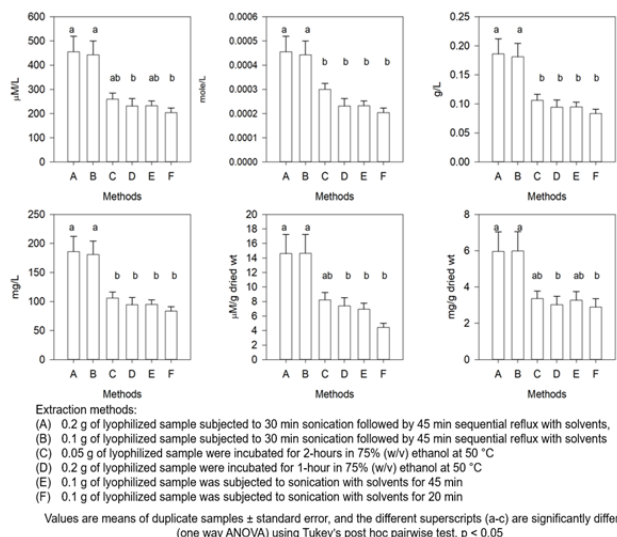 600
500
400
300
200
100
0
µM/L
a a ab b ab b
A B C D E F
Methods
0.0006
0.0005
0.0004
0.0003
0.0002
0.0001
0.0000
mole/L
a a b b b b
A B C D E F
Methods
0.25
0.20
0.15
0.10
0.05
0.00
g/L
a a b b b b
A B C D E F
Methods
250
200
150
100
50
0
mg/L
a a b b b b
A B C D E F
Methods
18
16
14
12
10
8
6
4
2
0
µM/g dried wt
a a ab b b b
A B C D E F
Methods
8
6
4
2
0
mg/g dried wt
a a ab b ab b
A B C D E F
Methods
Extraction methods:
(A) 0.2 g of lyophilized sample subjected to 30 min sonication followed by 45 min sequential reflux with solvents,
(B) 0.1 g of lyophilized sample subjected to 30 min sonication followed by 45 min sequential reflux with solvents
(C) 0.05 g of lyophilized sample were incubated for 2-hours in 75% (w/v) ethanol at 50 °C
(D) 0.2 g of lyophilized sample were incubated for 1-hour in 75% (w/v) ethanol at 50 °C
(E) 0.1 g of lyophilized sample was subjected to sonication with solvents for 45 min
(F) 0.1 g of lyophilized sample was subjected to sonication with solvents for 20 min
Values are means of duplicate samples ± standard error, and the different superscripts (a-c) are significantly differe
(one way ANOVA) using Tukey's post hoc pairwise test, p < 0.05